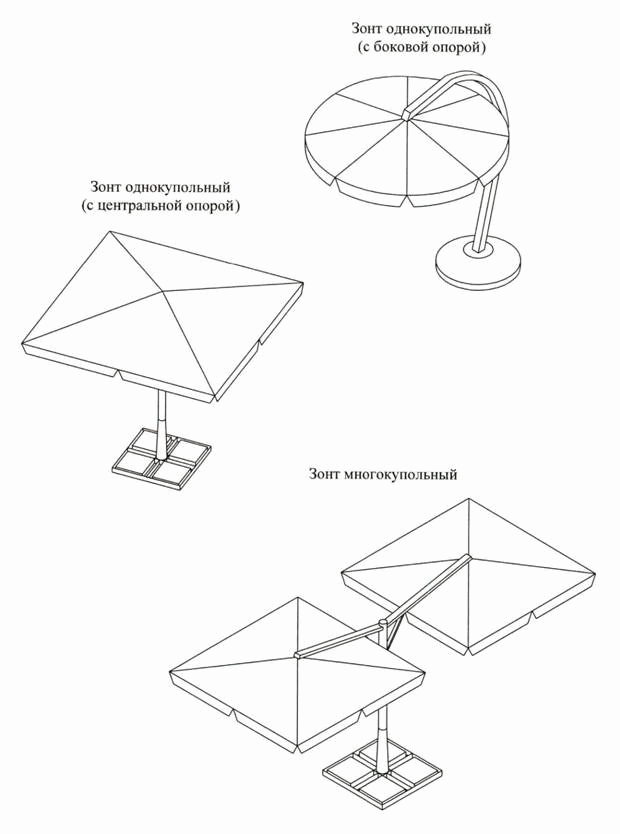 Зонт однокупольный
(с боковой опорой)
Зонт однокупольный
(с центральной опорой)
Зонт многокупольный